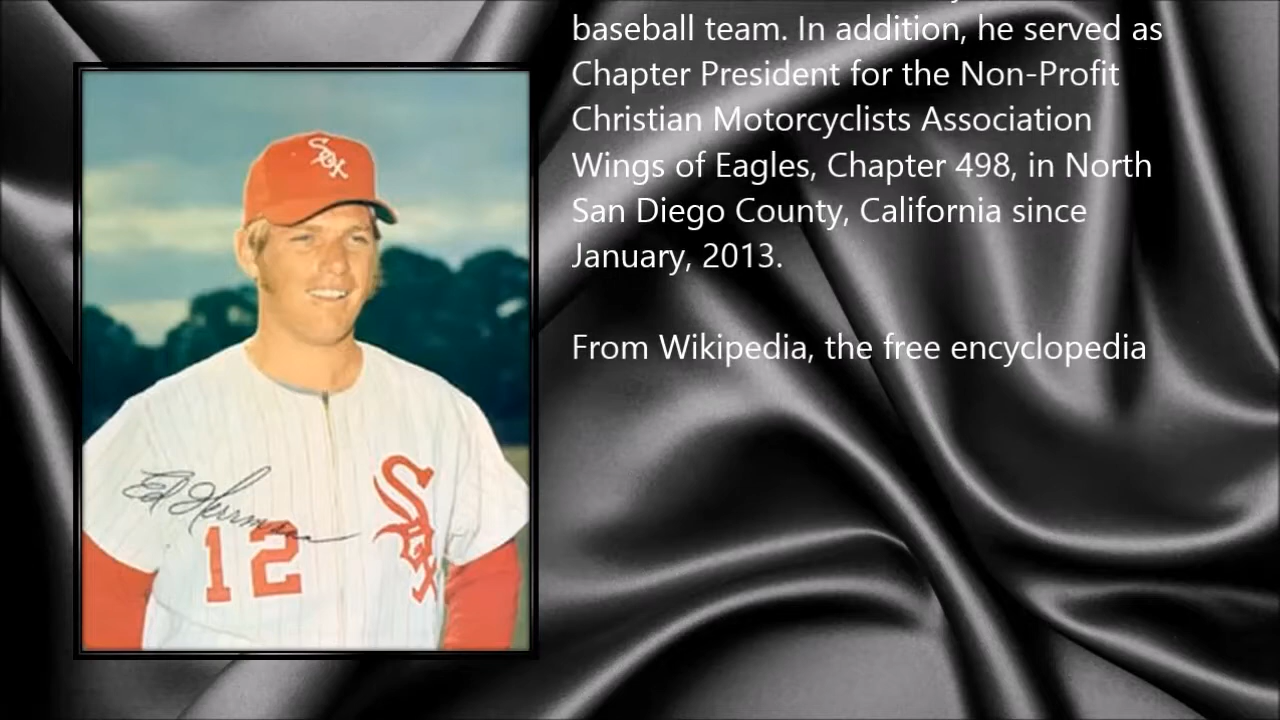 baseball team. In addition, he served as
Chapter President for the Non-Profit
Christian Motorcyclists Association
Wings of Eagles, Chapter 498, in North
San Diego County, California since
January, 2013.
From Wikipedia, the free encyclopedia
Sox
Ed Herrmann
12
Sox